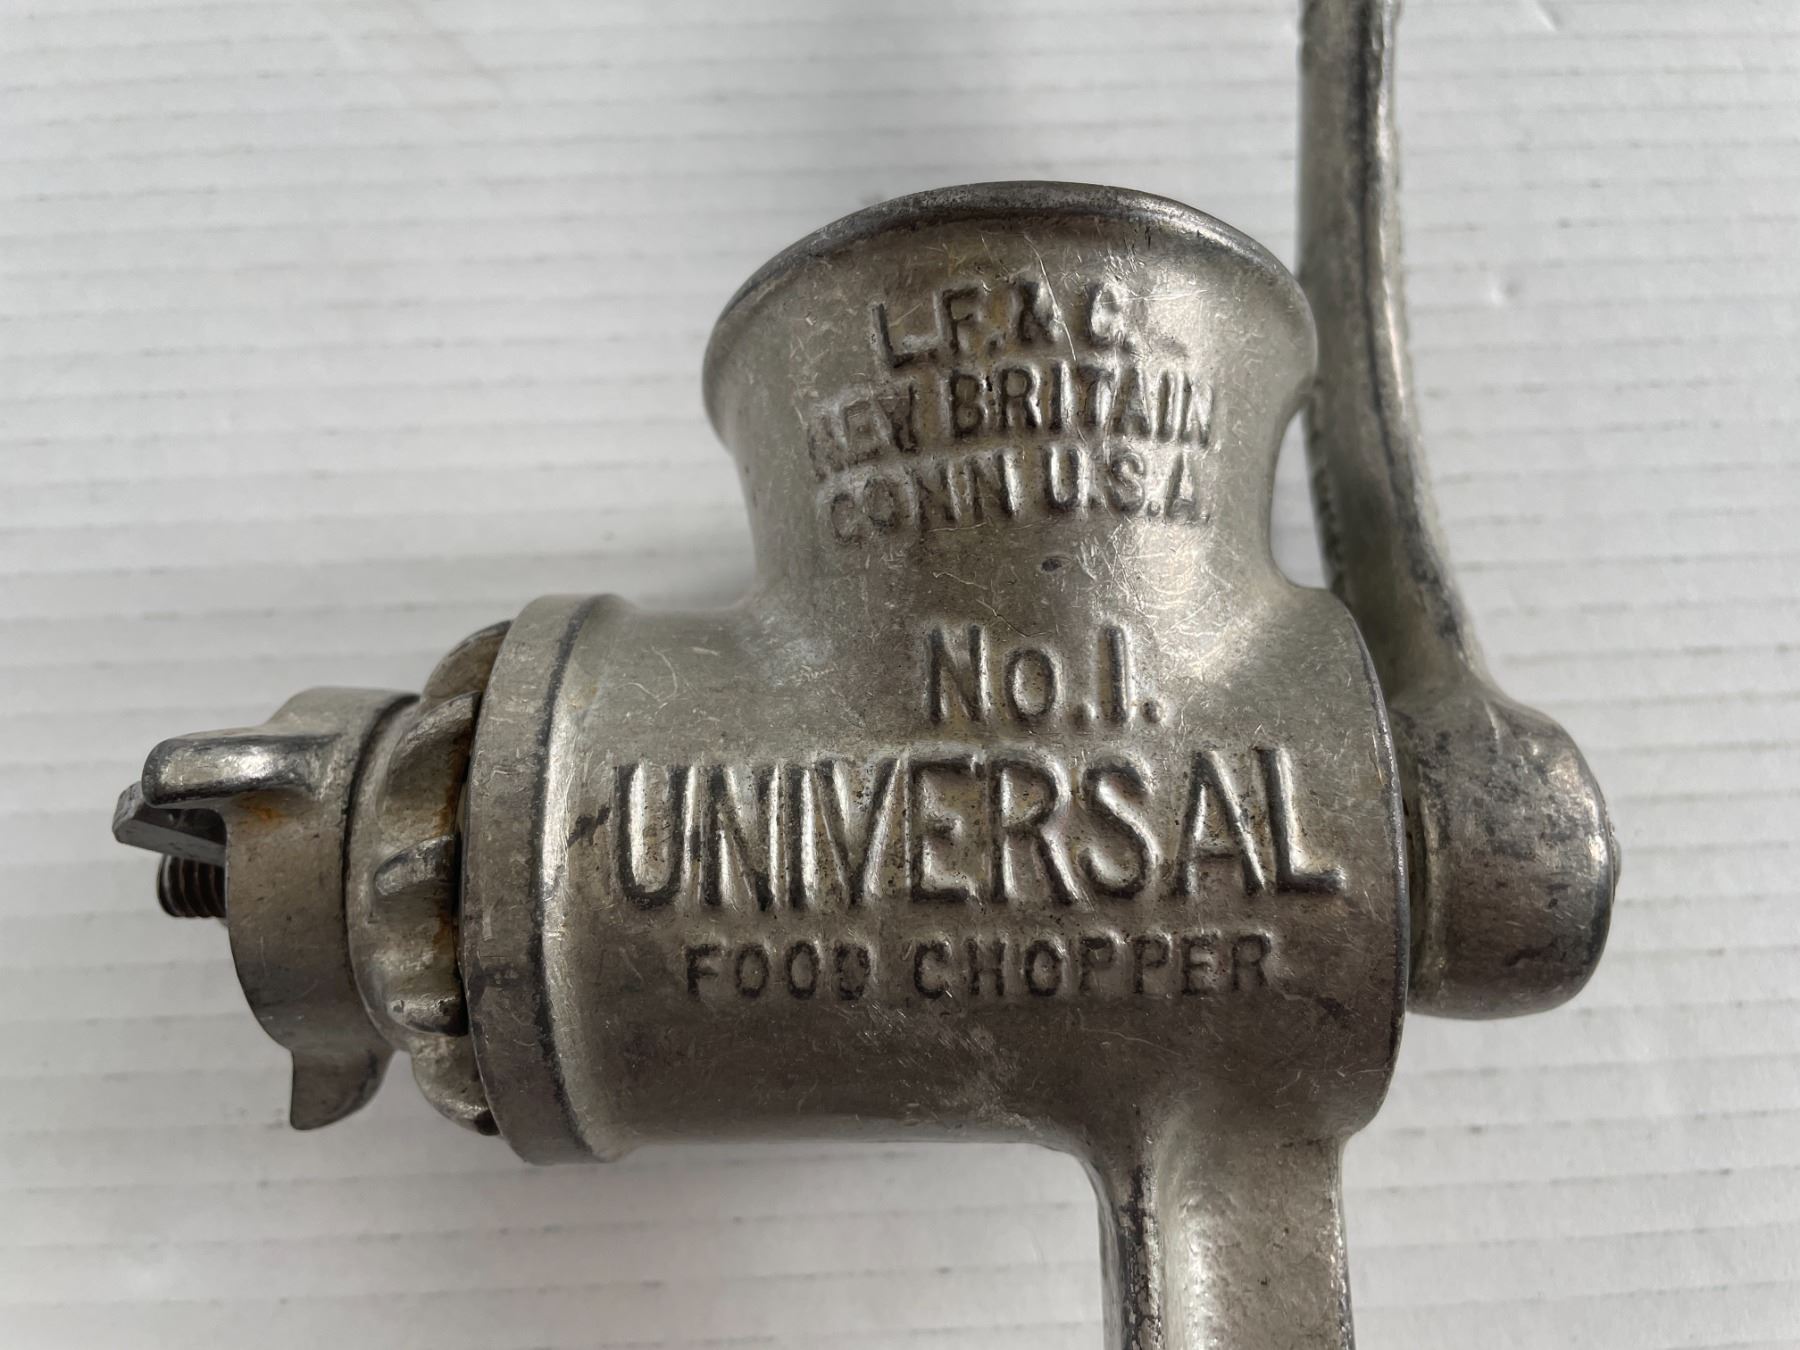 L.F. & C.
NEW BRITAIN
CONN U.S.A.
No. 1.
UNIVERSAL
FOOD CHOPPER